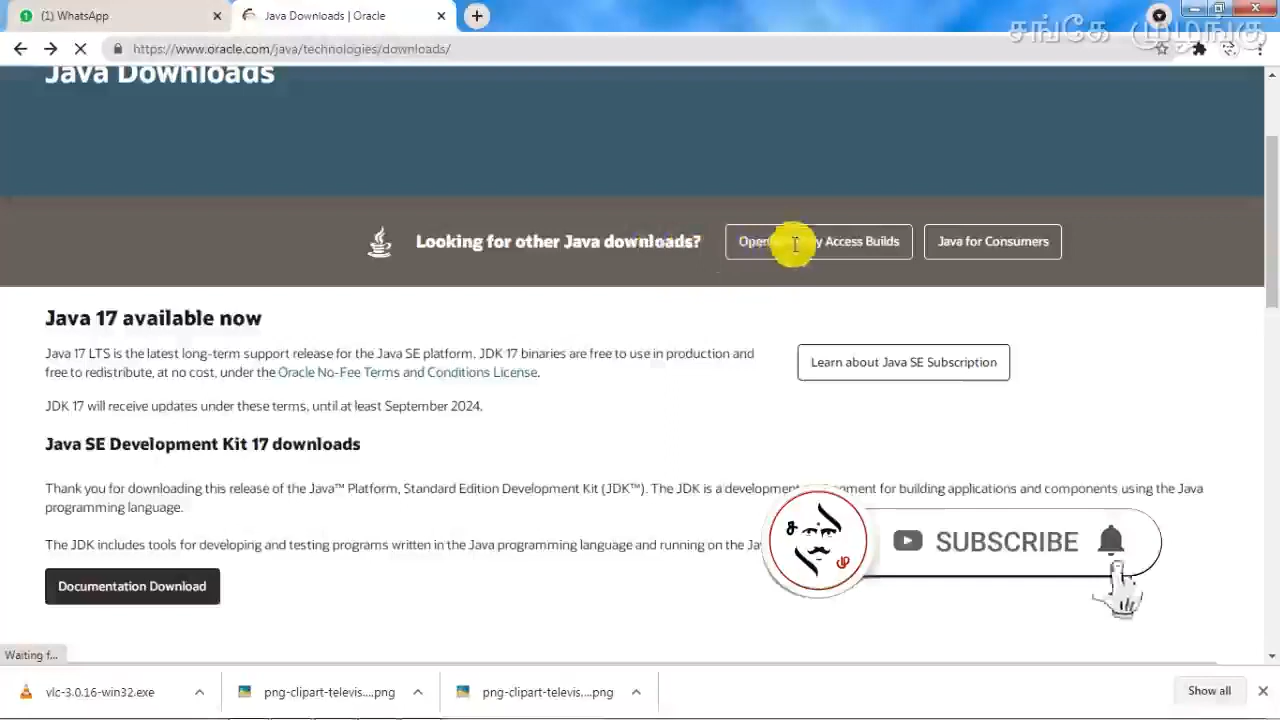 (1) WhatsApp
Java Downloads | Oracle
சங்கே முழங்கு
https://www.oracle.com/java/technologies/downloads/
Java Downloads
Looking for other Java downloads?
Open y Access Builds
Java for Consumers
Java 17 available now
Java 17 LTS is the latest long-term support release for the Java SE platform. JDK 17 binaries are free to use in production and
free to redistribute, at no cost, under the Oracle No-Fee Terms and Conditions License.
Learn about Java SE Subscription
JDK 17 will receive updates under these terms, until at least September 2024.
Java SE Development Kit 17 downloads
Thank you for downloading this release of the Java™ Platform, Standard Edition Development Kit (JDK™). The JDK is a development for building applications and components using the Java
programming language.
The JDK includes tools for developing and testing programs written in the Java programming language and running on the
SUBSCRIBE
Documentation Download
Waiting f...
vlc-3.0.16-win32.exe
png-clipart-televis....png
png-clipart-televis....png
Show all